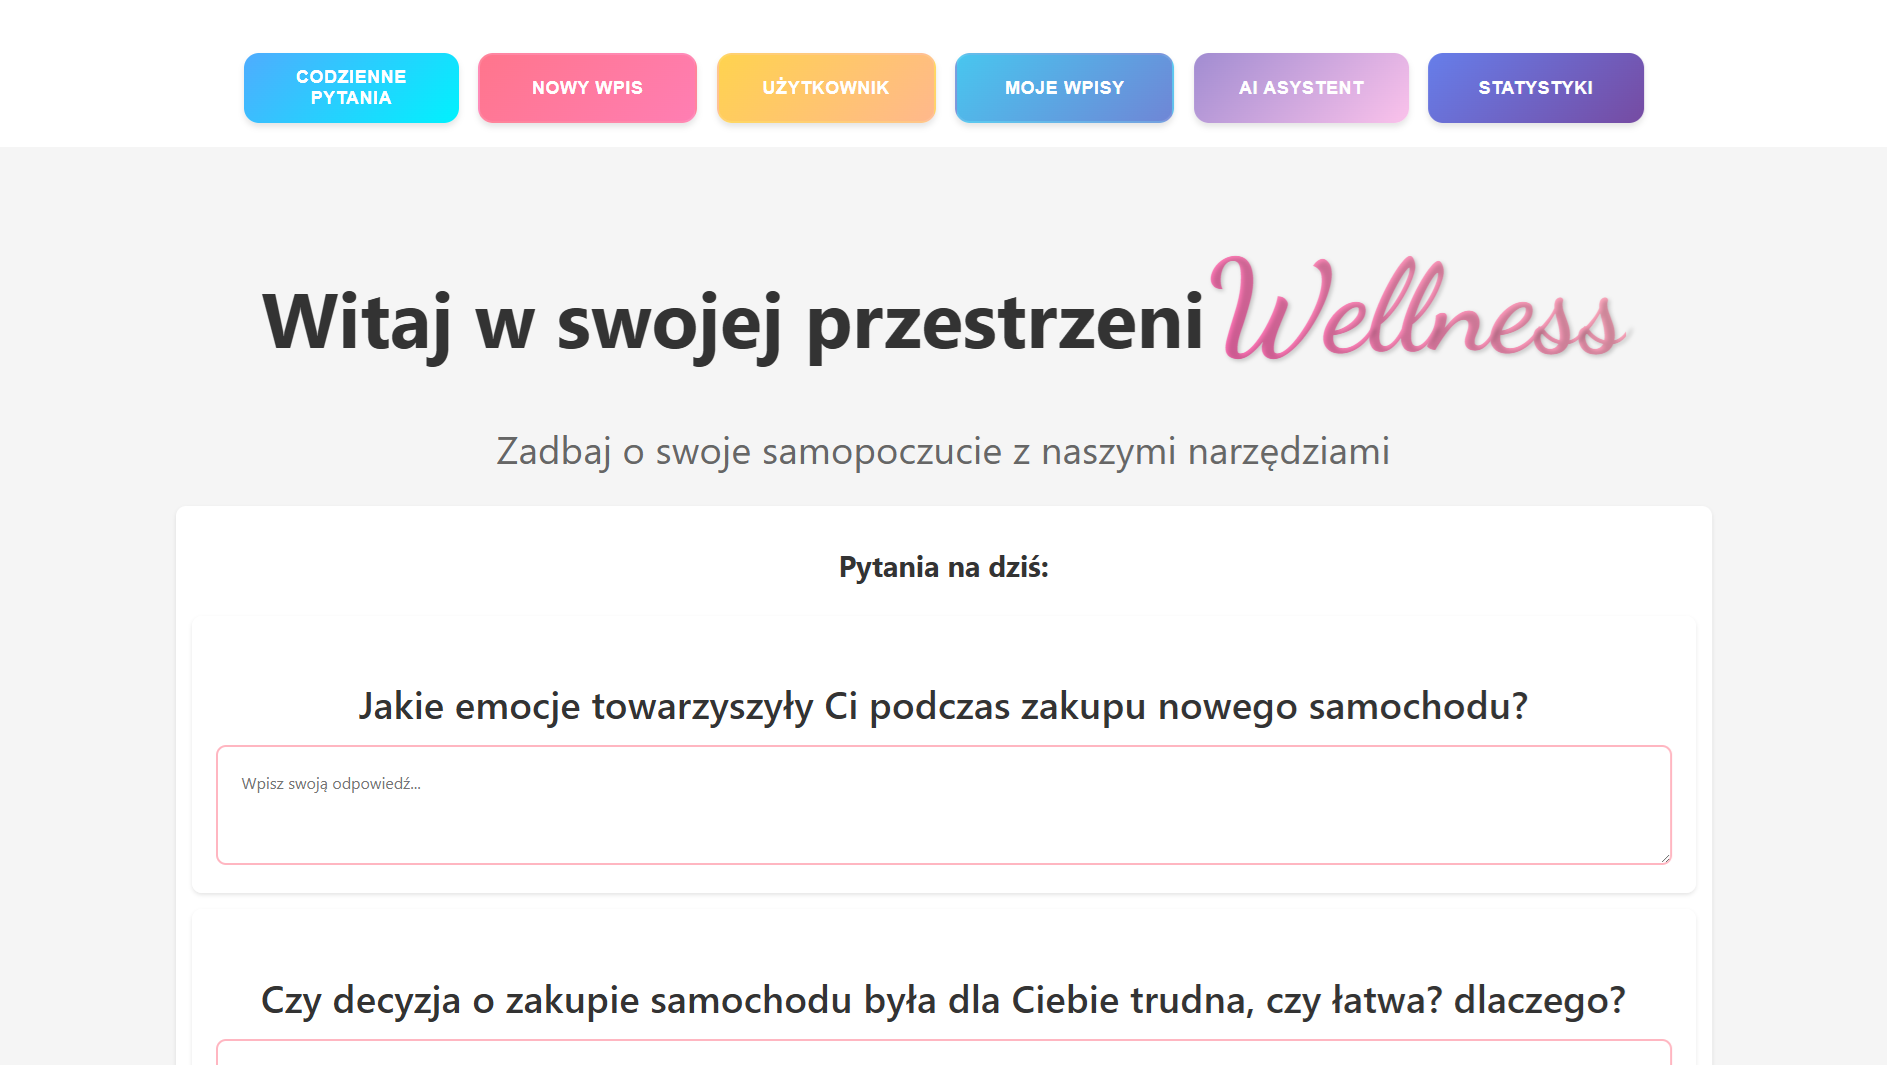 CODZIENNE
PYTANIA
NOWY WPIS
UŻYTKOWNIK
MOJE WPISY
AI ASYSTENT
STATYSTYKI
Witaj w swojej przestrzeni Wellness
Zadbaj o swoje samopoczucie z naszymi narzędziami
Pytania na dziś:
Jakie emocje towarzyszyły Ci podczas zakupu nowego samochodu?
Wpisz swoją odpowiedź...
Czy decyzja o zakupie samochodu była dla Ciebie trudna, czy łatwa? dlaczego?